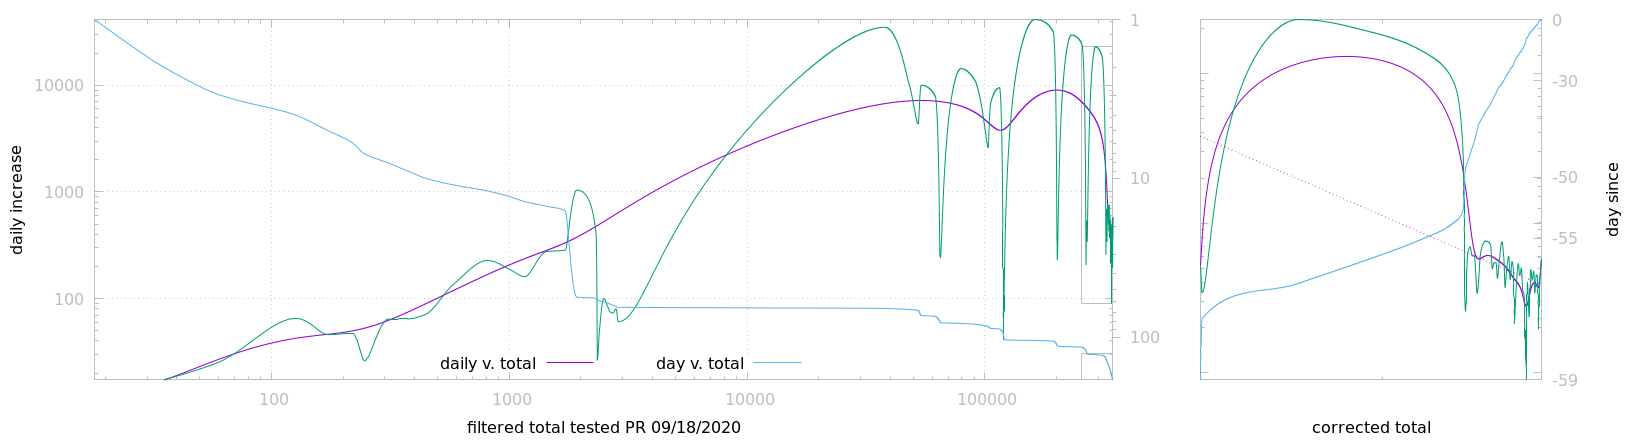 daily increase
10000
1000
100
100
1000
10000
100000
1
10
100
daily v. total
day v. total
filtered total tested PR 09/18/2020
0
-30
-50
-55
-59
day since
corrected total